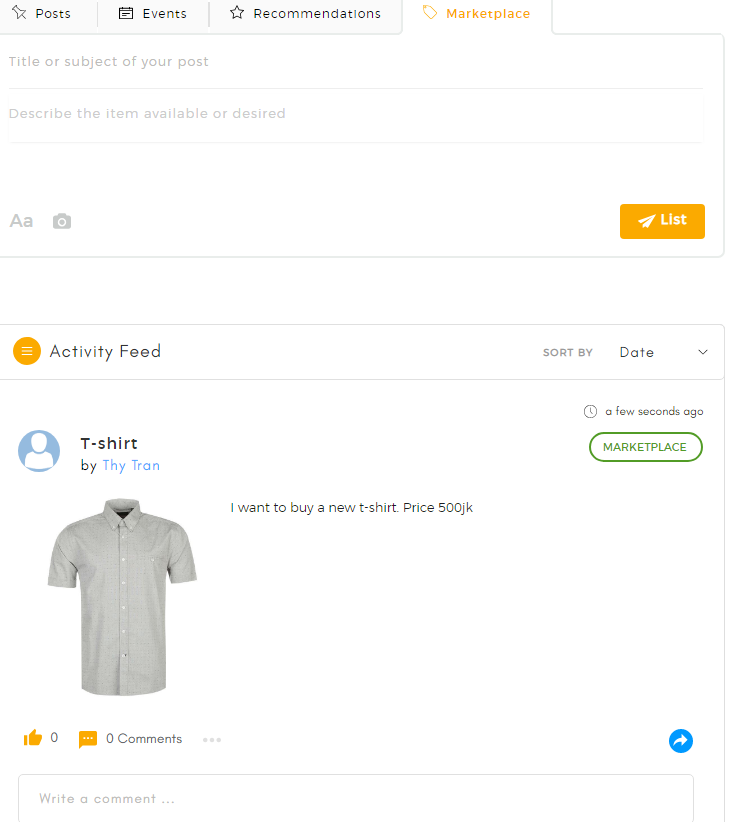 Posts Events Recommendations Marketplace
Title or subject of your post
Describe the item available or desired
Aa List
Activity Feed SORT BY Date
a few seconds ago
T-shirt MARKETPLACE
by Thy Tran
I want to buy a new t-shirt. Price 500jk
0 0 Comments
Write a comment ...